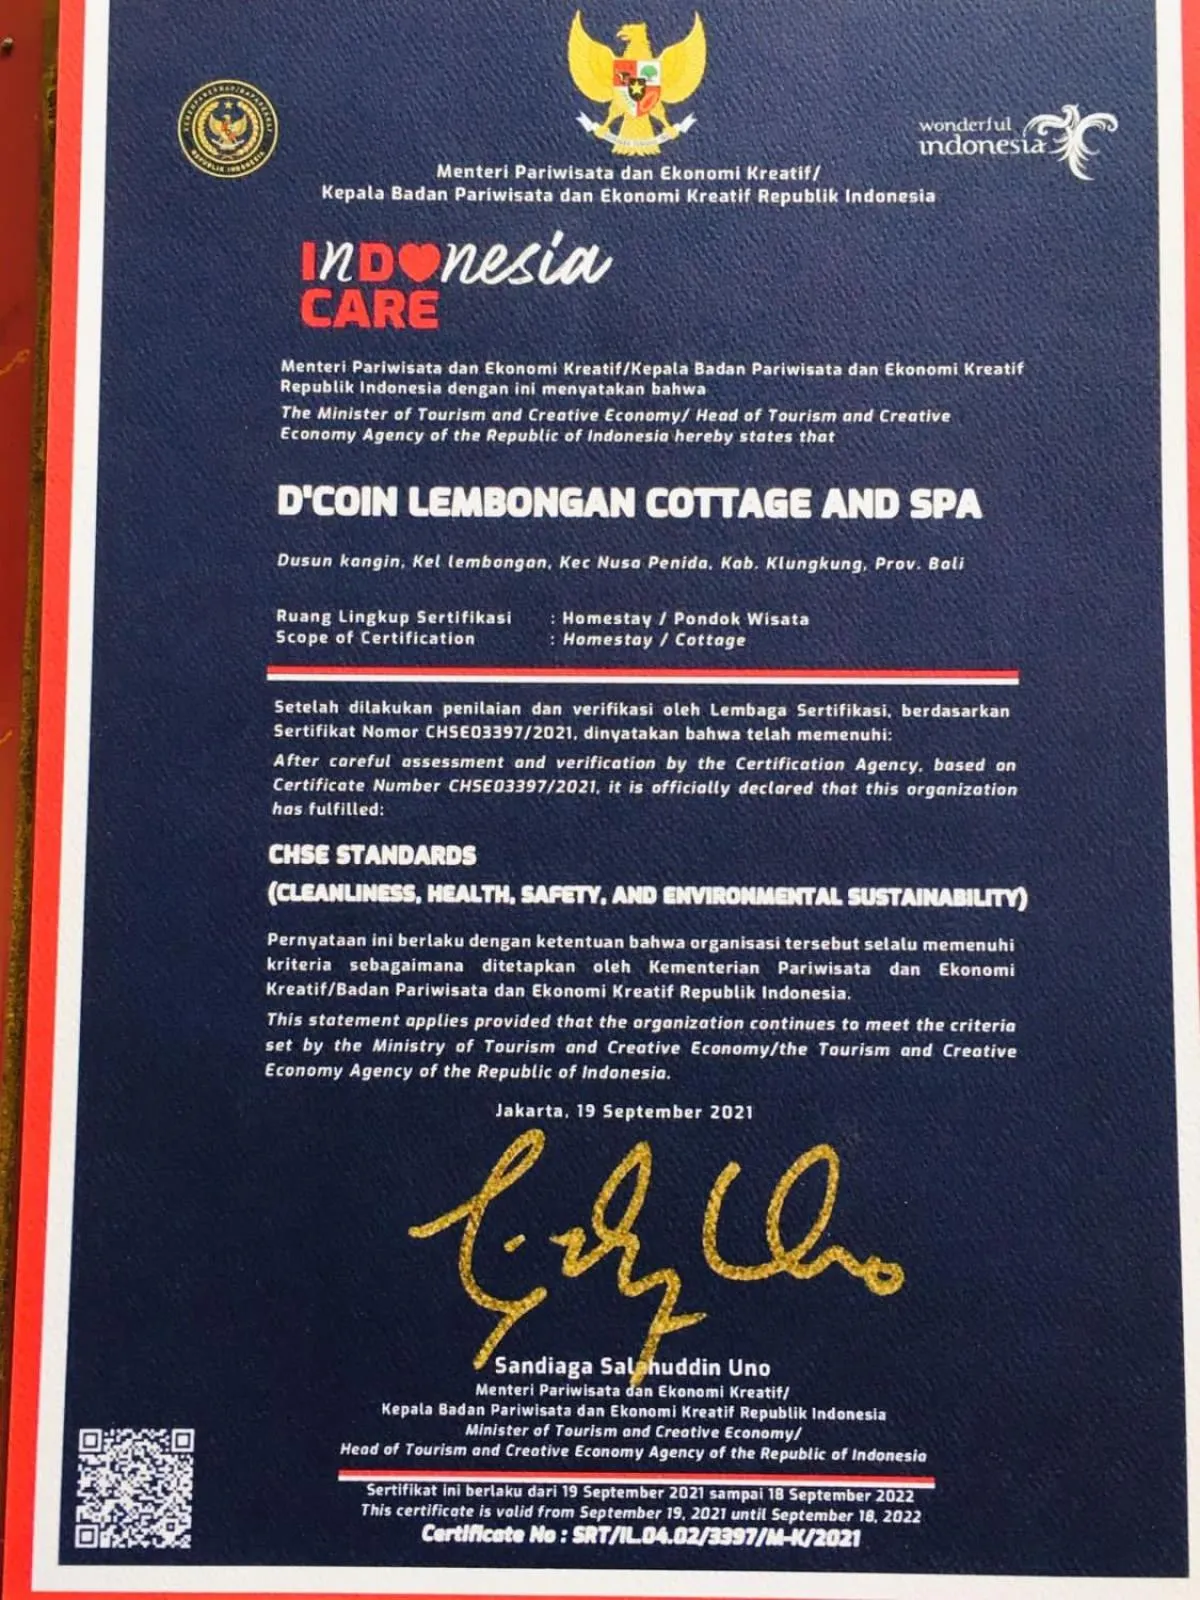 wonderful
indonesia
Menteri Pariwisata dan Ekonomi Kreatif/
Kepala Badan Pariwisata dan Ekonomi Kreatif Republik Indonesia
INDONesia
CARE
Menteri Pariwisata dan Ekonomi Kreatif/Kepala Badan Pariwisata dan Ekonomi Kreatif
Republik Indonesia dengan ini menyatakan bahwa
The Minister of Tourism and Creative Economy/ Head of Tourism and Creative
Economy Agency of the Republic of Indonesia hereby states that
D'COIN LEMBONGAN COTTAGE AND SPA
Dusun kangin, Kel lembongan, Kec Nusa Penida, Kab. Klungkung, Prov. Bali
Ruang Lingkup Sertifikasi : Homestay / Pondok Wisata
Scope of Certification : Homestay / Cottage
Setelah dilakukan penilaian dan verifikasi oleh Lembaga Sertifikasi, berdasarkan
Sertifikat Nomor CHSE03397/2021, dinyatakan bahwa telah memenuhi:
After careful assessment and verification by the Certification Agency, based on
Certificate Number CHSE03397/2021, it is officially declared that this organization
has fulfilled:
CHSE STANDARDS
(CLEANLINESS, HEALTH, SAFETY, AND ENVIRONMENTAL SUSTAINABILITY)
Pernyataan ini berlaku dengan ketentuan bahwa organisasi tersebut selalu memenuhi
kriteria sebagaimana ditetapkan oleh Kementerian Pariwisata dan Ekonomi
Kreatif/Badan Pariwisata dan Ekonomi Kreatif Republik Indonesia.
This statement applies provided that the organization continues to meet the criteria
set by the Ministry of Tourism and Creative Economy/the Tourism and Creative
Economy Agency of the Republic of Indonesia.
Jakarta, 19 September 2021
Sandiaga Salahuddin Uno
Menteri Pariwisata dan Ekonomi Kreatif/
Kepala Badan Pariwisata dan Ekonomi Kreatif Republik Indonesia
Minister of Tourism and Creative Economy/
Head of Tourism and Creative Economy Agency of the Republic of Indonesia
Sertifikat ini berlaku dari 19 September 2021 sampai 18 September 2022
This certificate is valid from September 19, 2021 until September 18, 2022
Certificate No : SRT/IL.04.02/3397/M-K/2021